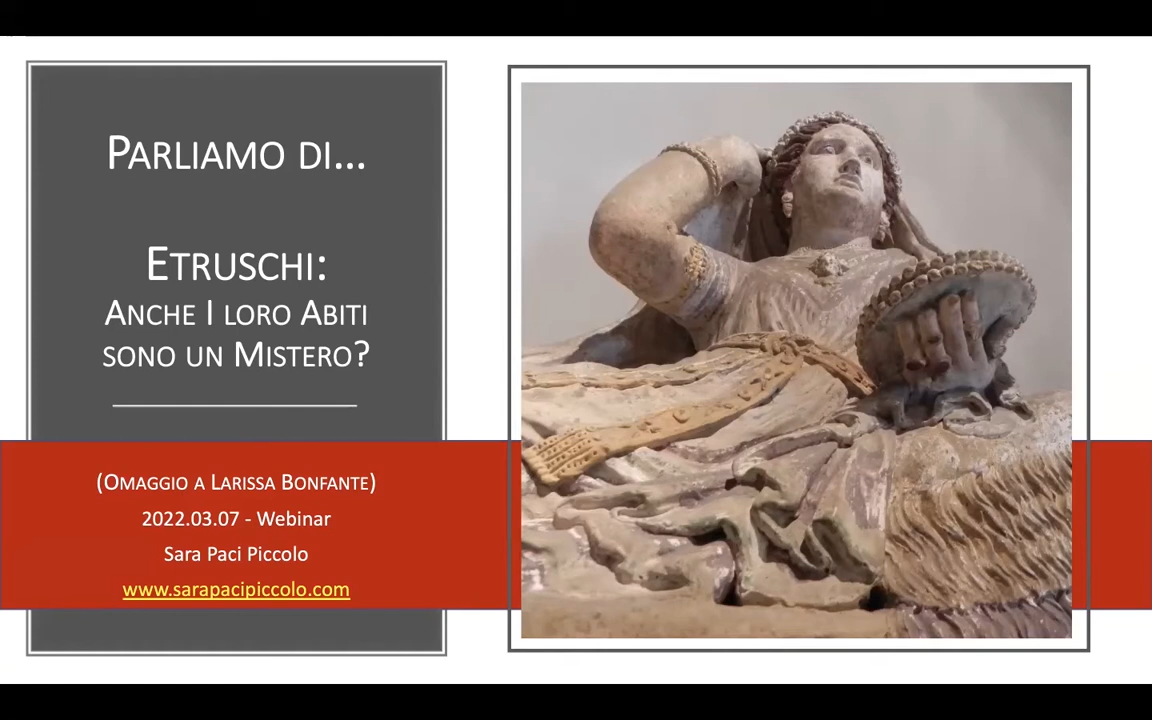 Parliamo di...
Etruschi:
Anche I loro Abiti
sono un Mistero?
(Omaggio a Larissa Bonfante)
2022.03.07 - Webinar
Sara Paci Piccolo
www.sarapacipiccolo.com